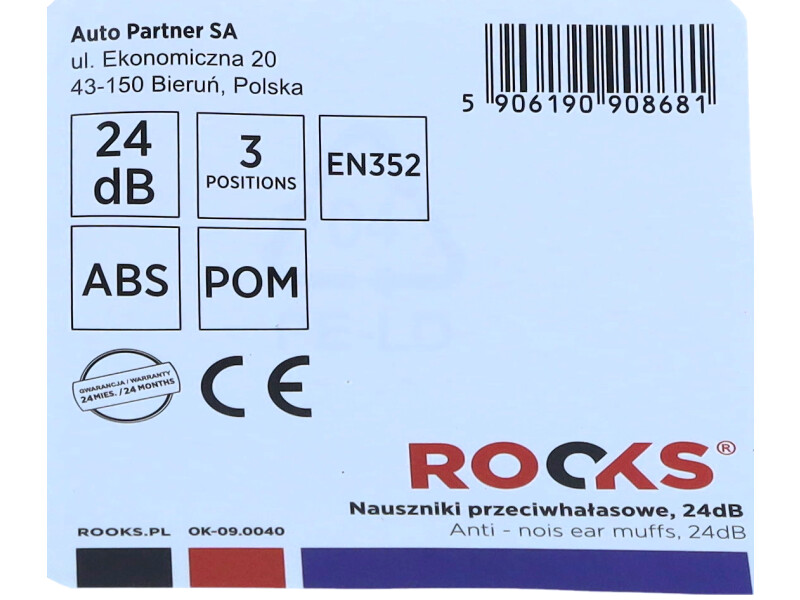 Auto Partner SA
ul. Ekonomiczna 20
43-150 Bieruń, Polska
5 906190 908681
24
dB
3
POSITIONS
EN352
ABS
POM
GWARANCJA / WARRANTY
24 MIES. / 24 MONTHS
CE
ROOKS®
Nauszniki przeciwhałasowe, 24dB
Anti - nois ear muffs, 24dB
ROOKS.PL
OK-09.0040